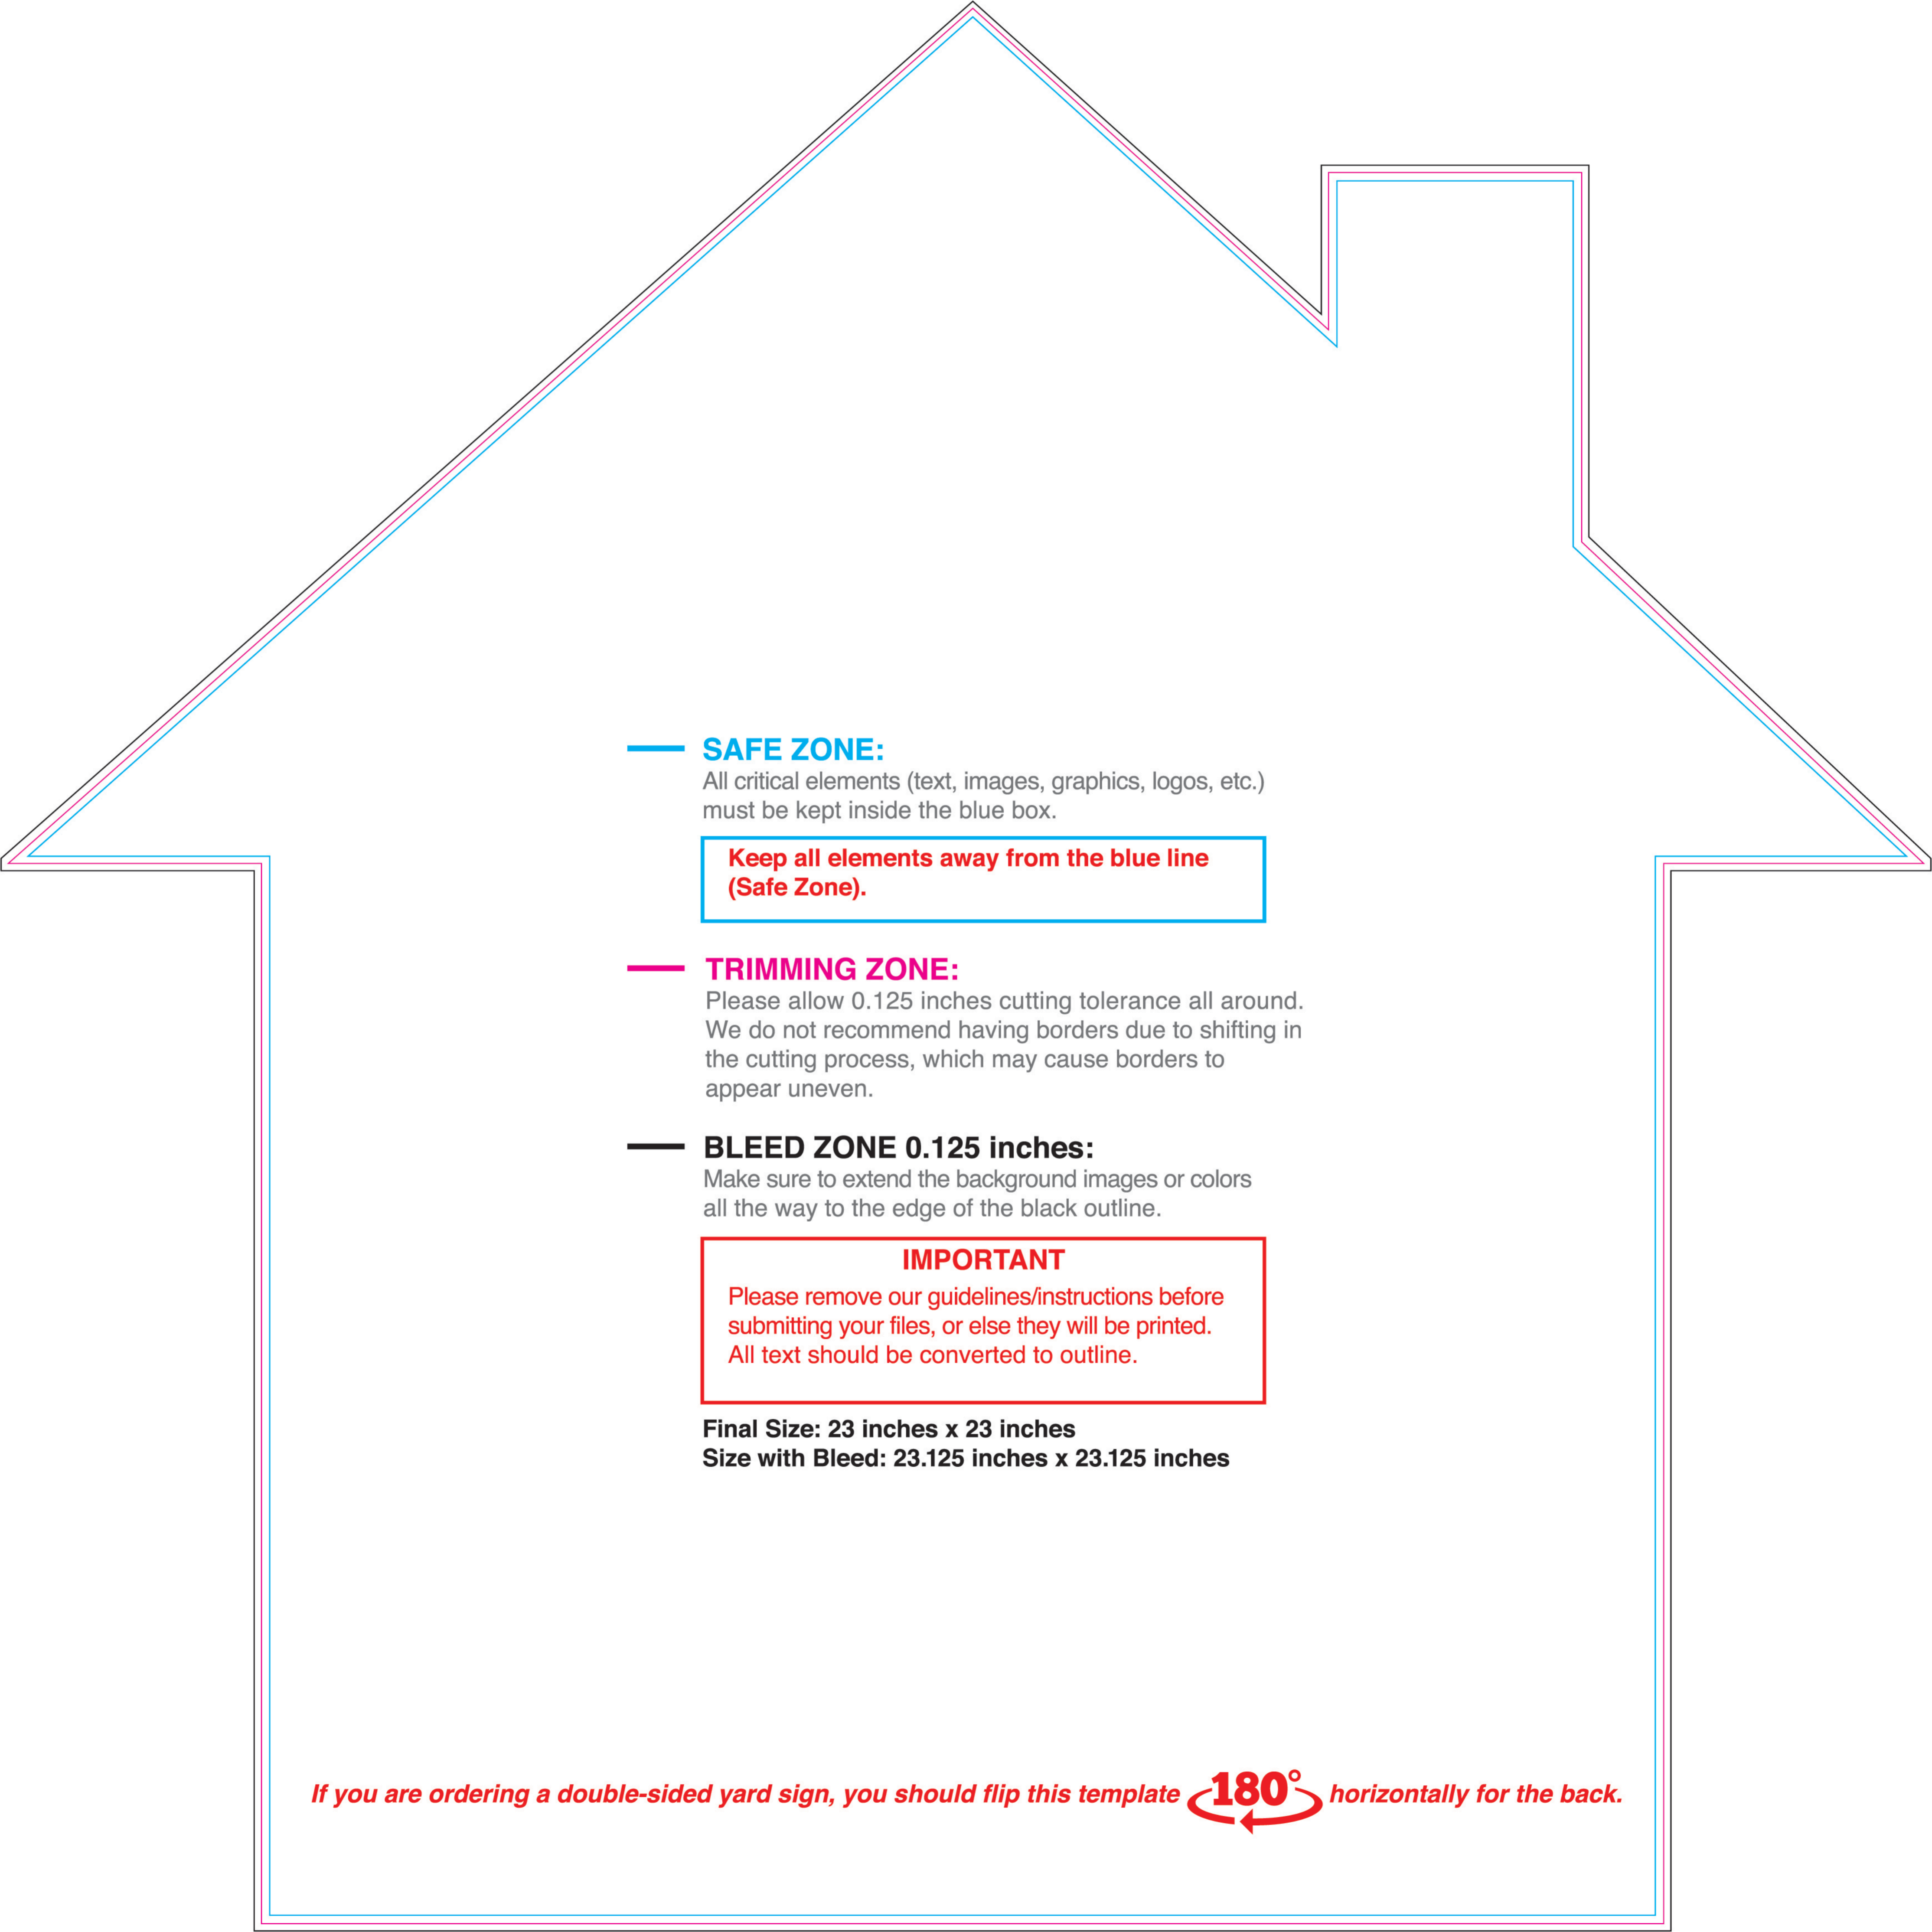 SAFE ZONE:
All critical elements (text, images, graphics, logos, etc.)
must be kept inside the blue box.
Keep all elements away from the blue line
(Safe Zone).
TRIMMING ZONE:
Please allow 0.125 inches cutting tolerance all around.
We do not recommend having borders due to shifting in
the cutting process, which may cause borders to
appear uneven.
BLEED ZONE 0.125 inches:
Make sure to extend the background images or colors
all the way to the edge of the black outline.
IMPORTANT
Please remove our guidelines/instructions before
submitting your files, or else they will be printed.
All text should be converted to outline.
Final Size: 23 inches x 23 inches
Size with Bleed: 23.125 inches x 23.125 inches
If you are ordering a double-sided yard sign, you should flip this template 180° horizontally for the back.